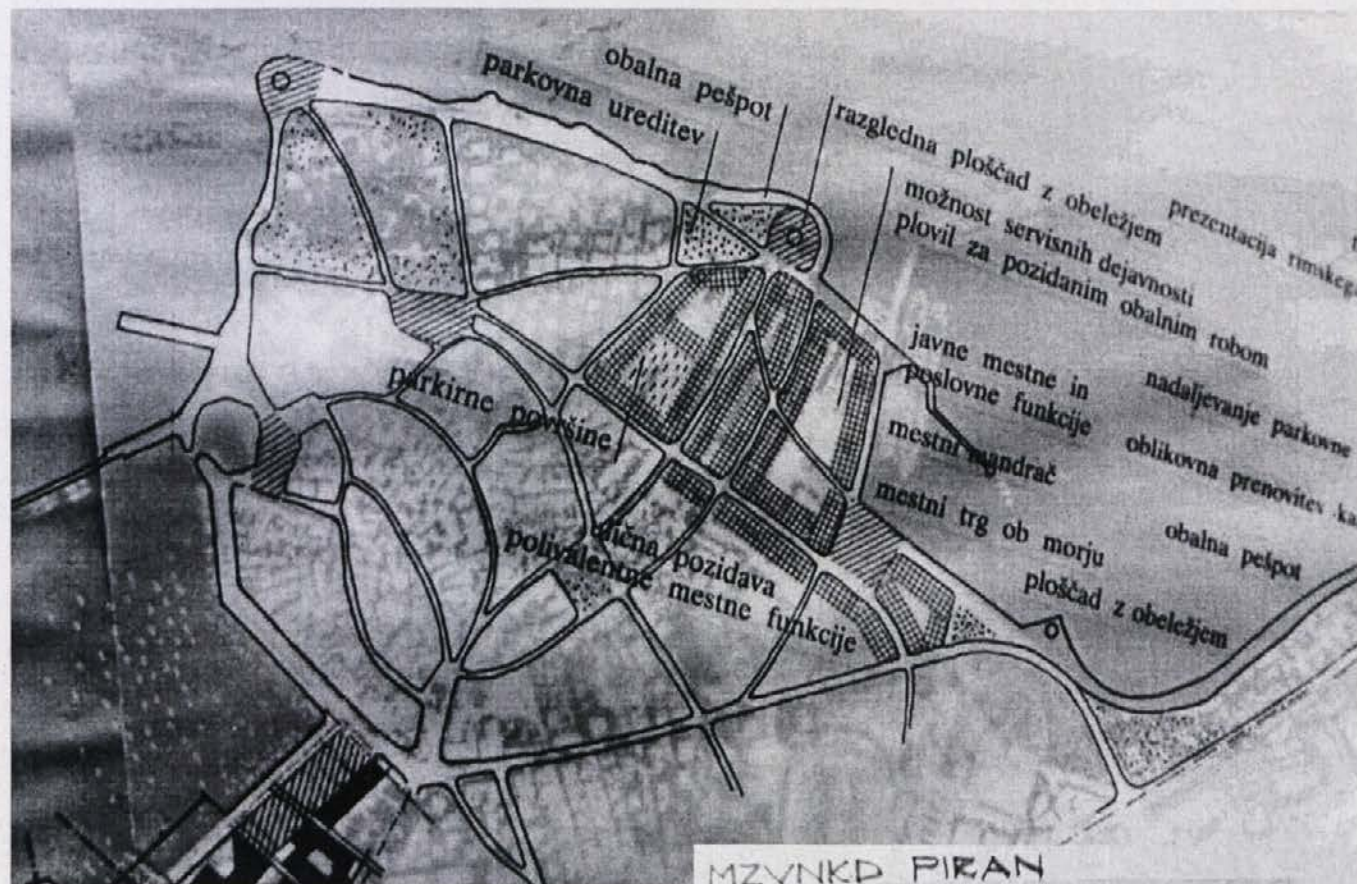 obalna pešpot
parkovna ureditev
razgledna ploščad z obeležjem
prezentacija rimskega
možnost servisnih dejavnosti
plovil za pozidanim obalnim robom
javne mestne in
poslovne funkcije
nadaljevanje parkovne
oblikovna prenovitev
mestni mandrač
mestni trg ob morju
obalna pešpot
ploščad z obeležjem
parkirne površine
pozidava
polivalentne mestne funkcije
MZVNKD PIRAN